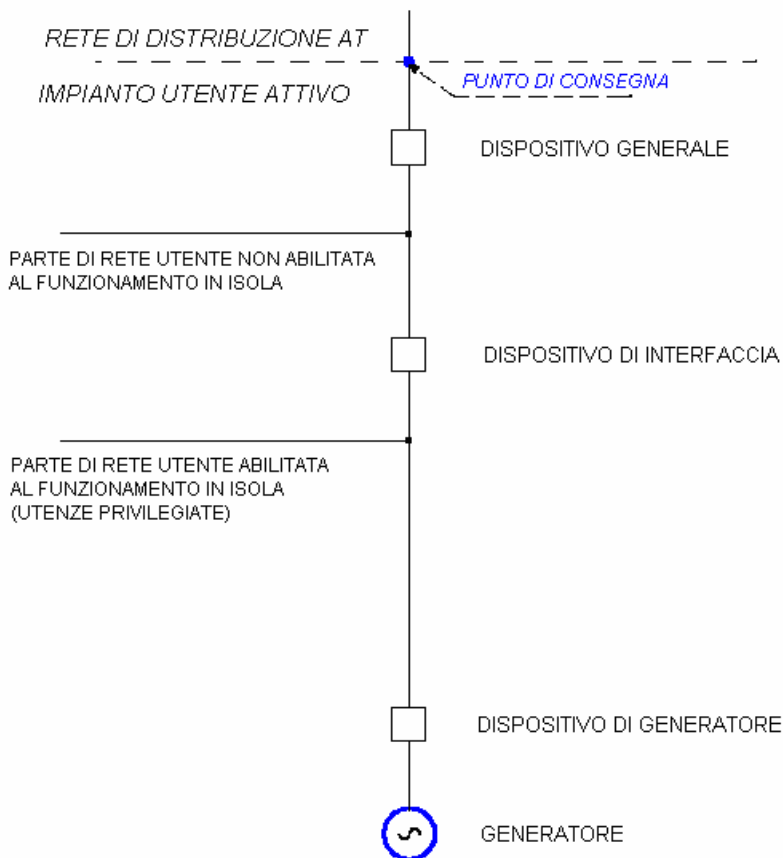 RETE DI DISTRIBUZIONE AT
PUNTO DI CONSEGNA
IMPIANTO UTENTE ATTIVO
DISPOSITIVO GENERALE
PARTE DI RETE UTENTE NON ABILITATA
AL FUNZIONAMENTO IN ISOLA
DISPOSITIVO DI INTERFACCIA
PARTE DI RETE UTENTE ABILITATA
AL FUNZIONAMENTO IN ISOLA
(UTENZE PRIVILEGIATE)
DISPOSITIVO DI GENERATORE
GENERATORE